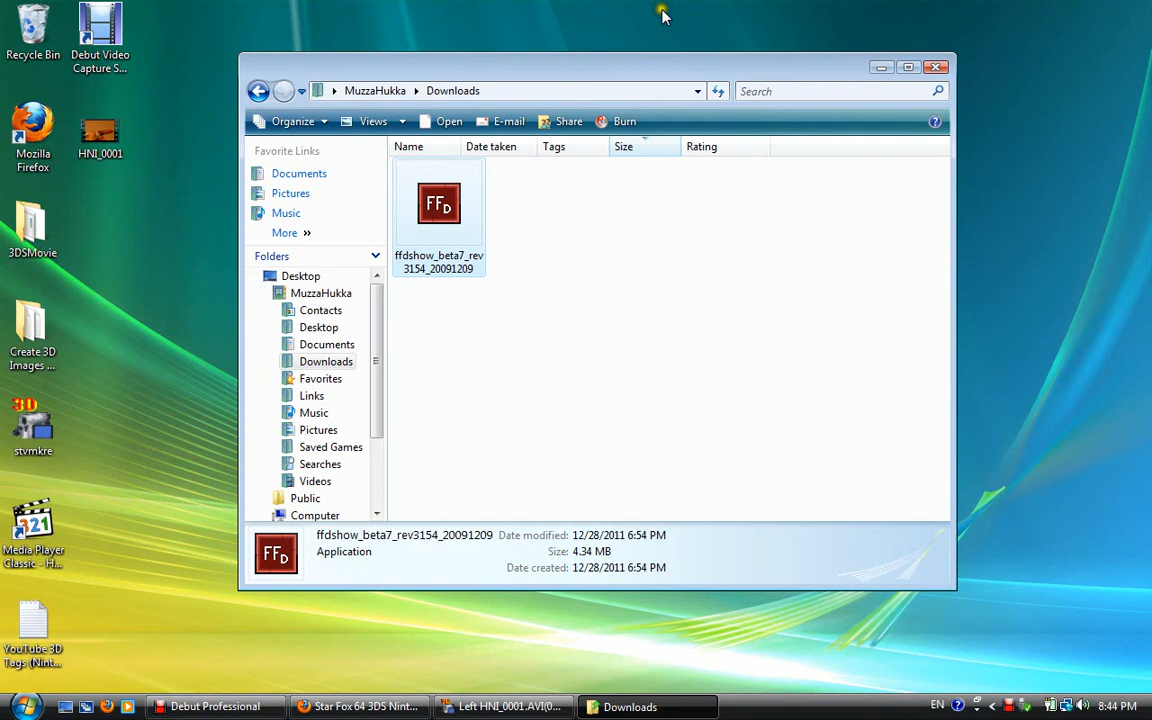 Recycle Bin
Debut Video
Capture S...
Mozilla
Firefox
HNI_0001
3DSMovie
Create 3D
Images ...
3D
stvmkre
321
Media Player
Classic - H...
YouTube 3D
Tags (Nint...
MuzzaHukka
Downloads
Search
Organize
Views
Open
E-mail
Share
Burn
Favorite Links
Documents
Pictures
Music
More »
Folders
Desktop
MuzzaHukka
Contacts
Desktop
Documents
Downloads
Favorites
Links
Music
Pictures
Saved Games
Searches
Videos
Public
Computer
Name
Date taken
Tags
Size
Rating
FFD
ffdshow_beta7_rev
3154_20091209
FFD
ffdshow_beta7_rev3154_20091209
Application
Date modified: 12/28/2011 6:54 PM
Size: 4.34 MB
Date created: 12/28/2011 6:54 PM
Debut Professional
Star Fox 64 3DS Nint...
Left HNI_0001.AVI(0...
Downloads
EN
8:44 PM